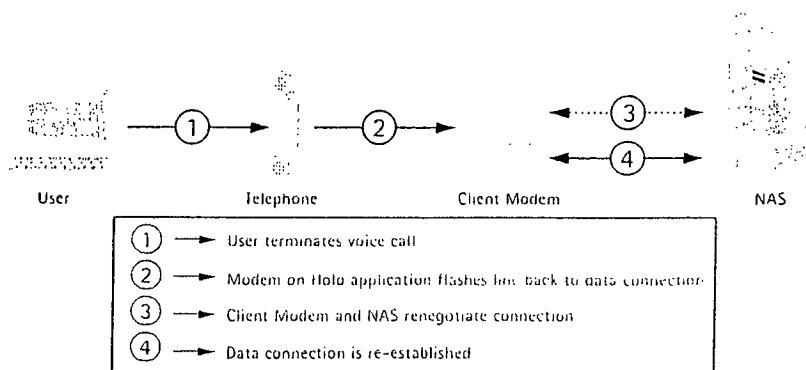 1
2
3
4
User
Telephone
Client Modem
NAS
1 User terminates voice call
2 Modem on Hold application flashes line back to data connection
3 Client Modem and NAS renegotiate connection
4 Data connection is re-established